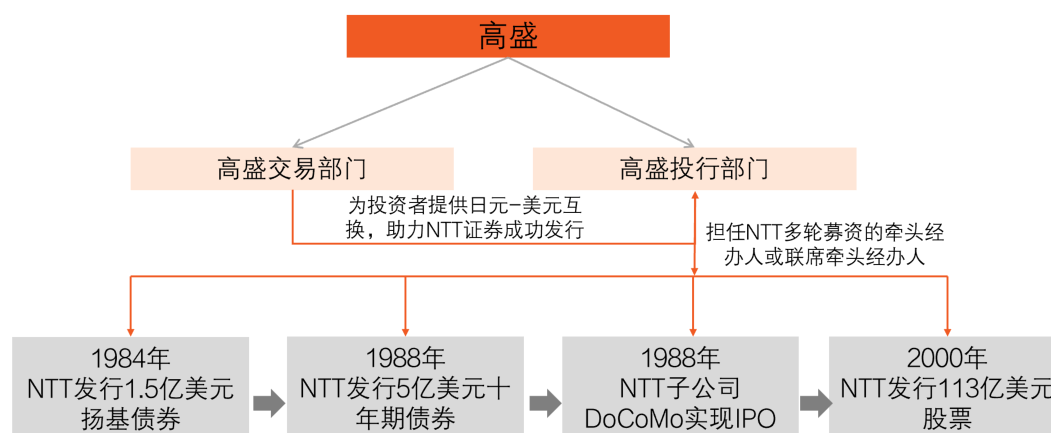 高盛
高盛交易部门
高盛投行部门
为投资者提供日元-美元互
换，助力NTT证券成功发行
担任NTT多轮募资的牵头经
办人或联席牵头经办人
1984年
NTT发行1.5亿美元
扬基债券
1988年
NTT发行5亿美元十
年期债券
1988年
NTT子公司
DoCoMo实现IPO
2000年
NTT发行113亿美元
股票